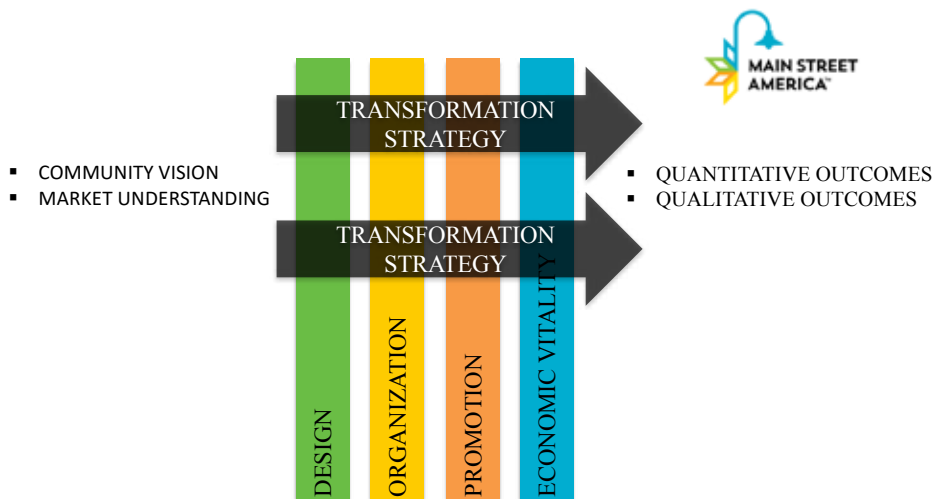 MAIN STREET
AMERICA™
TRANSFORMATION
STRATEGY
▪ COMMUNITY VISION
▪ MARKET UNDERSTANDING
▪ QUANTITATIVE OUTCOMES
▪ QUALITATIVE OUTCOMES
TRANSFORMATION
STRATEGY
DESIGN
ORGANIZATION
PROMOTION
ECONOMIC VITALITY